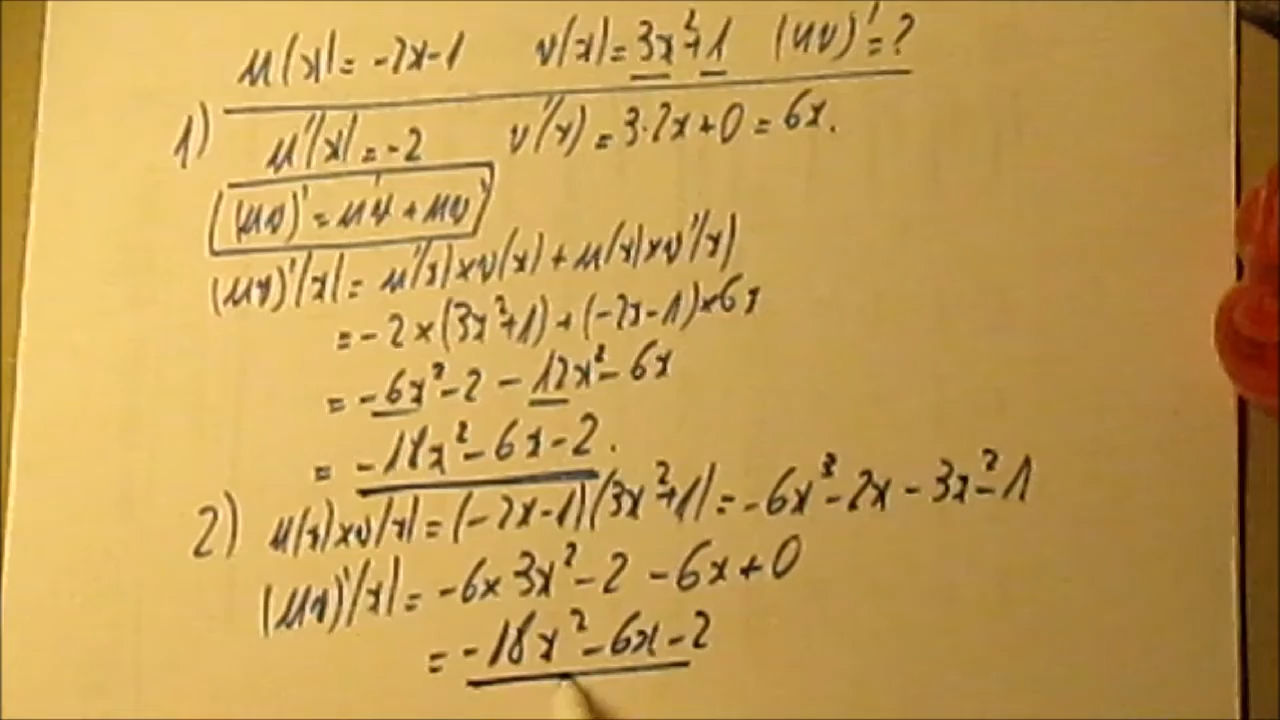 u(x) = -2x-1 v(x) = 3x²+1 (uv)' = ?
1) u'(x) = -2 v'(x) = 3·2x+0 = 6x.
(uv)' = u'v + uv'
(uv)'(x) = u'(x)×v(x) + u(x)×v'(x)
= -2×(3x²+1) + (-2x-1)×6x
= -6x²-2 - 12x²-6x
= -18x²-6x-2.
2) u(x)×v(x) = (-2x-1)(3x²+1) = -6x³-2x-3x²-1
(uv)'(x) = -6×3x²-2-6x+0
= -18x²-6x-2